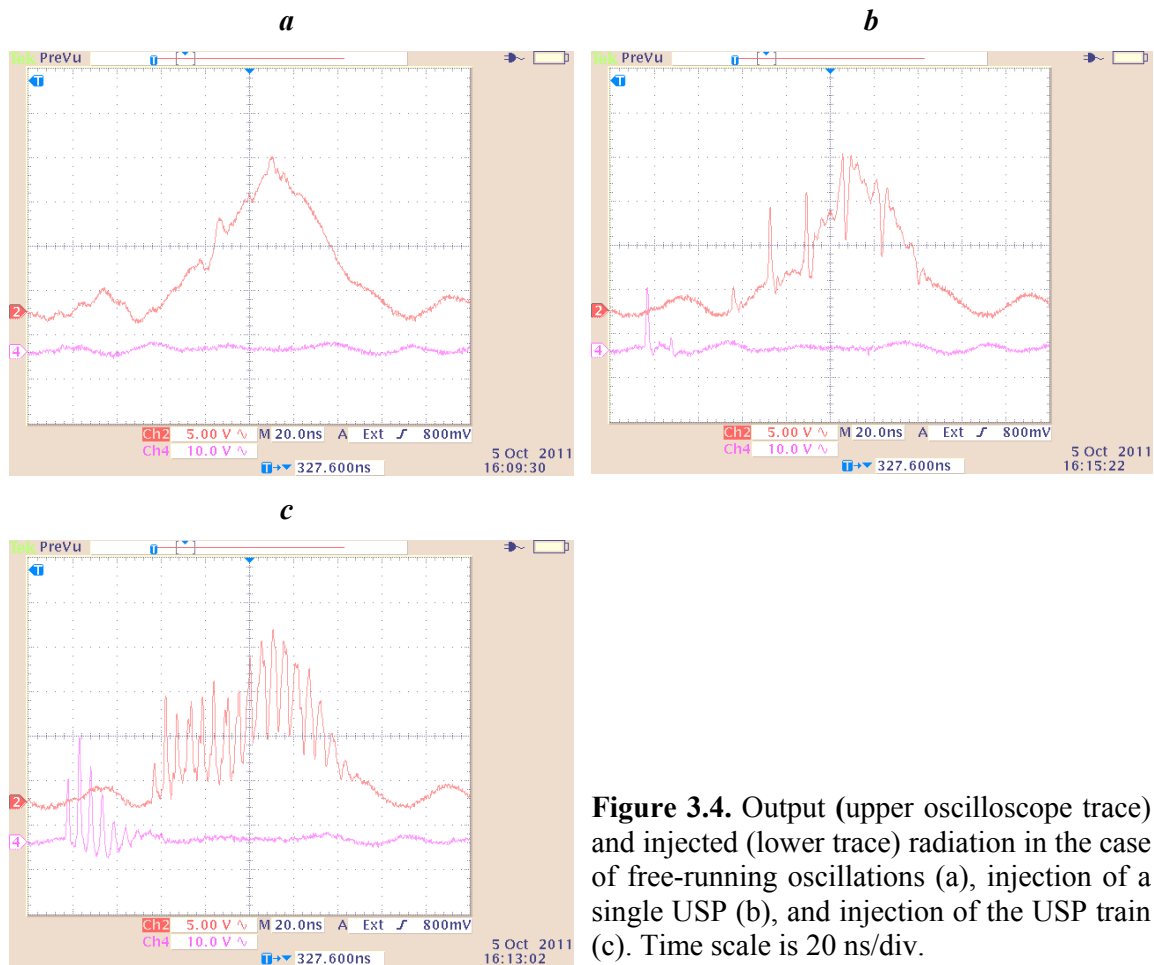 a
b
Tek PreVu
T
T
2
4
Ch2 5.00 V ∿ M 20.0ns A Ext ƒ 800mV
Ch4 10.0 V ∿
T→▼ 327.600ns
5 Oct 2011
16:09:30
Tek PreVu
T
T
2
4
Ch2 5.00 V ∿ M 20.0ns A Ext ƒ 800mV
Ch4 10.0 V ∿
T→▼ 327.600ns
5 Oct 2011
16:15:22
c
Tek PreVu
T
T
2
4
Ch2 5.00 V ∿ M 20.0ns A Ext ƒ 800mV
Ch4 10.0 V ∿
T→▼ 327.600ns
5 Oct 2011
16:13:02
Figure 3.4. Output (upper oscilloscope trace)
and injected (lower trace) radiation in the case
of free-running oscillations (a), injection of a
single USP (b), and injection of the USP train
(c). Time scale is 20 ns/div.